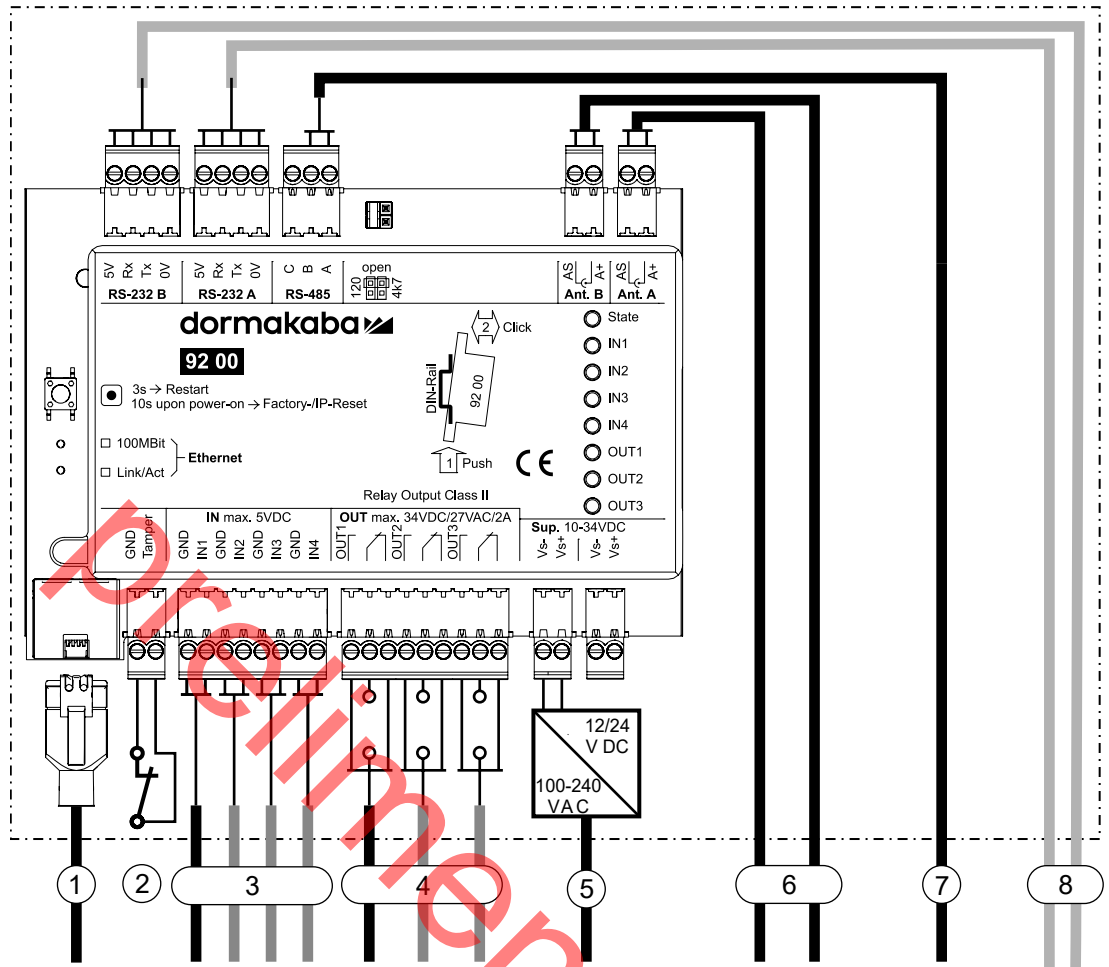 5V Rx Tx 0V
RS-232 B
5V Rx Tx 0V
RS-232 A
C B A
RS-485
open
120
4k7
AS A+
Ant. B
AS A+
Ant. A
dormakaba
92 00
3s → Restart
10s upon power-on → Factory-/IP-Reset
100MBit
Link/Act
Ethernet
2 Click
DIN-Rail
92 00
1 Push
CE
State
IN1
IN2
IN3
IN4
OUT1
OUT2
OUT3
Relay Output Class II
GND Tamper
IN max. 5VDC
GND IN1 GND IN2 GND IN3 GND IN4
OUT max. 34VDC/27VAC/2A
OUT1 OUT2 OUT3
Sup. 10-34VDC
Vs- Vs+ Vs- Vs+
12/24
V DC
100-240
VAC
1 2 3 4 5 6 7 8
prelimer